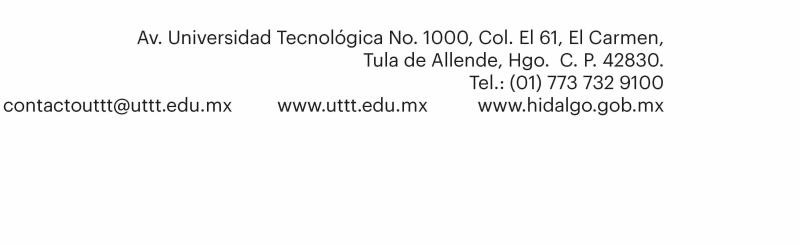 Av. Universidad Tecnológica No. 1000, Col. El 61, El Carmen,
Tula de Allende, Hgo.  C. P. 42830.
Tel.: (01) 773 732 9100
contactouttt@uttt.edu.mx www.uttt.edu.mx www.hidalgo.gob.mx